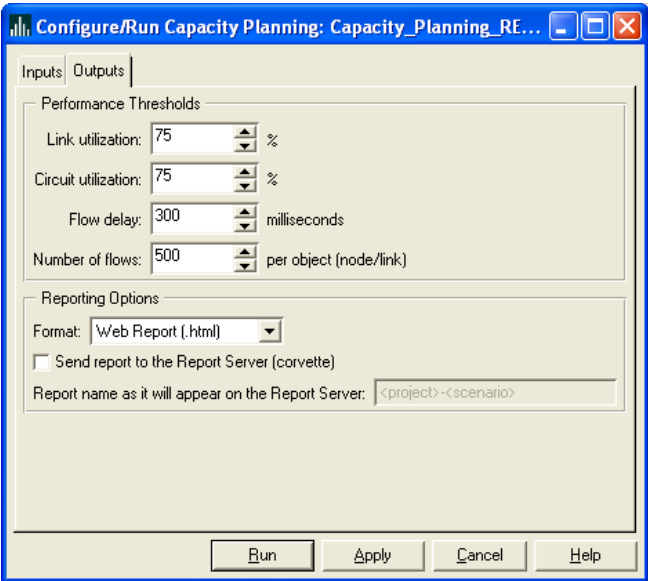 Configure/Run Capacity Planning: Capacity_Planning_RE...
Inputs Outputs
Performance Thresholds
Link utilization: 75 %
Circuit utilization: 75 %
Flow delay: 300 milliseconds
Number of flows: 500 per object (node/link)
Reporting Options
Format: Web Report (.html)
Send report to the Report Server (corvette)
Report name as it will appear on the Report Server: <project>-<scenario>
Run Apply Cancel Help